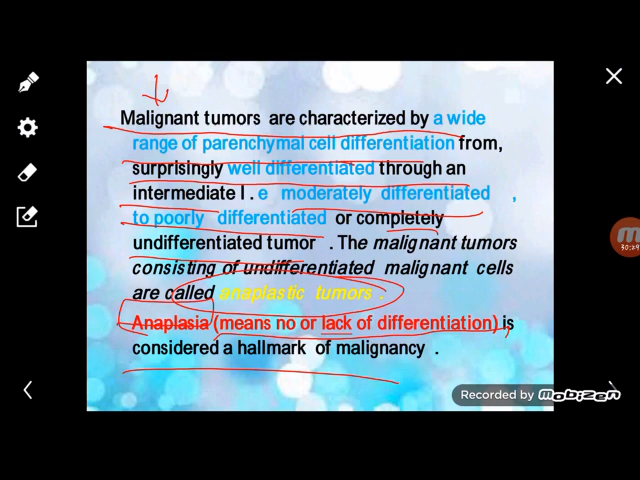 Malignant tumors are characterized by a wide
range of parenchymal cell differentiation from,
surprisingly well differentiated through an
intermediate I . e moderately differentiated ,
to poorly differentiated or completely
undifferentiated tumor . The malignant tumors
consisting of undifferentiated malignant cells
are called anaplastic tumors .
Anaplasia (means no or lack of differentiation) is
considered a hallmark of malignancy .
M
30:29
Recorded by MOBIZEN